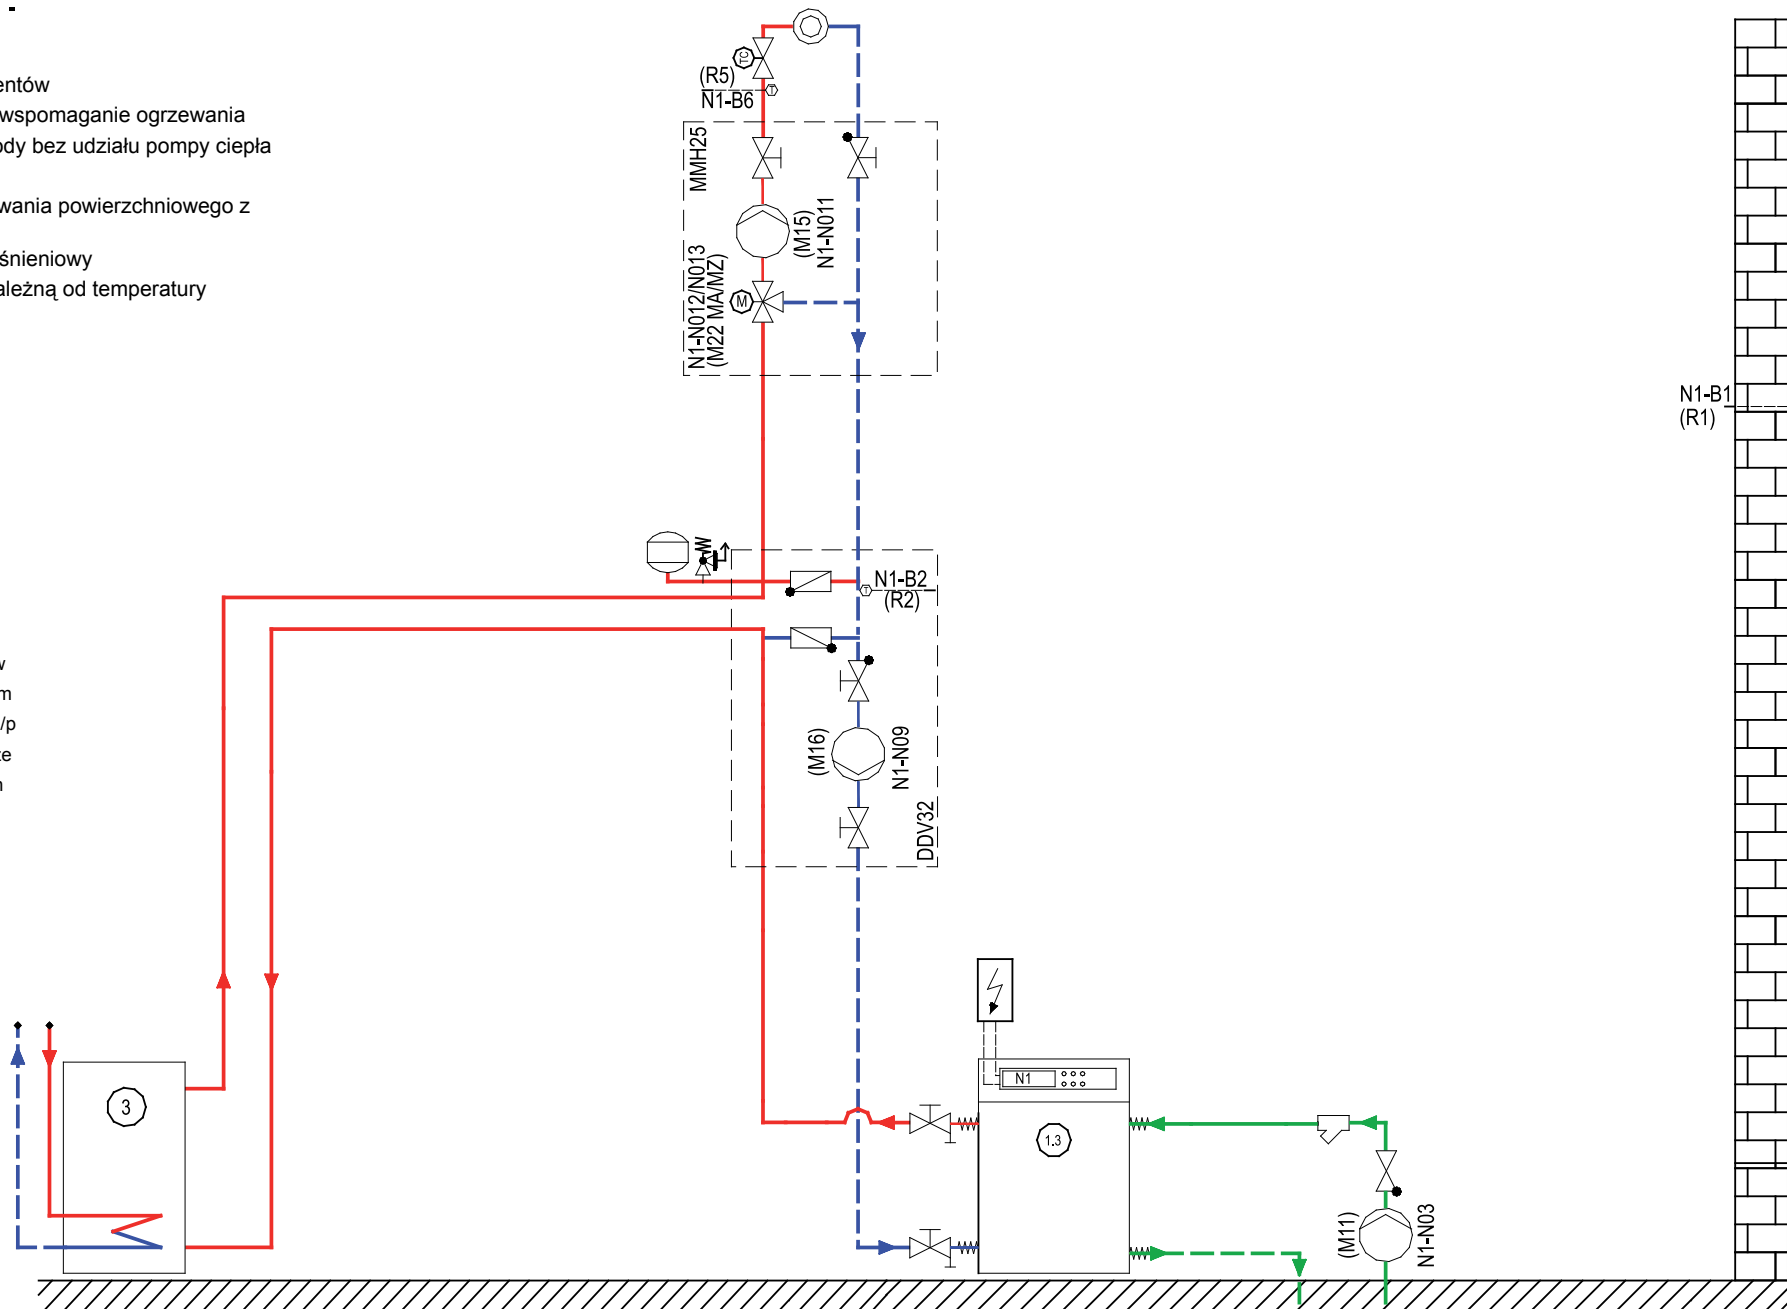 entów
wspomaganie ogrzewania
ody bez udziału pompy ciepła
wania powierzchniowego z
śnieniowy
ależną od temperatury
TC
(R5)
N1-B6
T
MMH25
(M15)
N1-N011
N1-N012/N013
(M22 MA/MZ)
M
N1-B1
(R1)
N1-B2
(R2)
T
w
m
/p
te
n
(M16)
N1-N09
DDV32
N1
3
1.3
(M11)
N1-N03